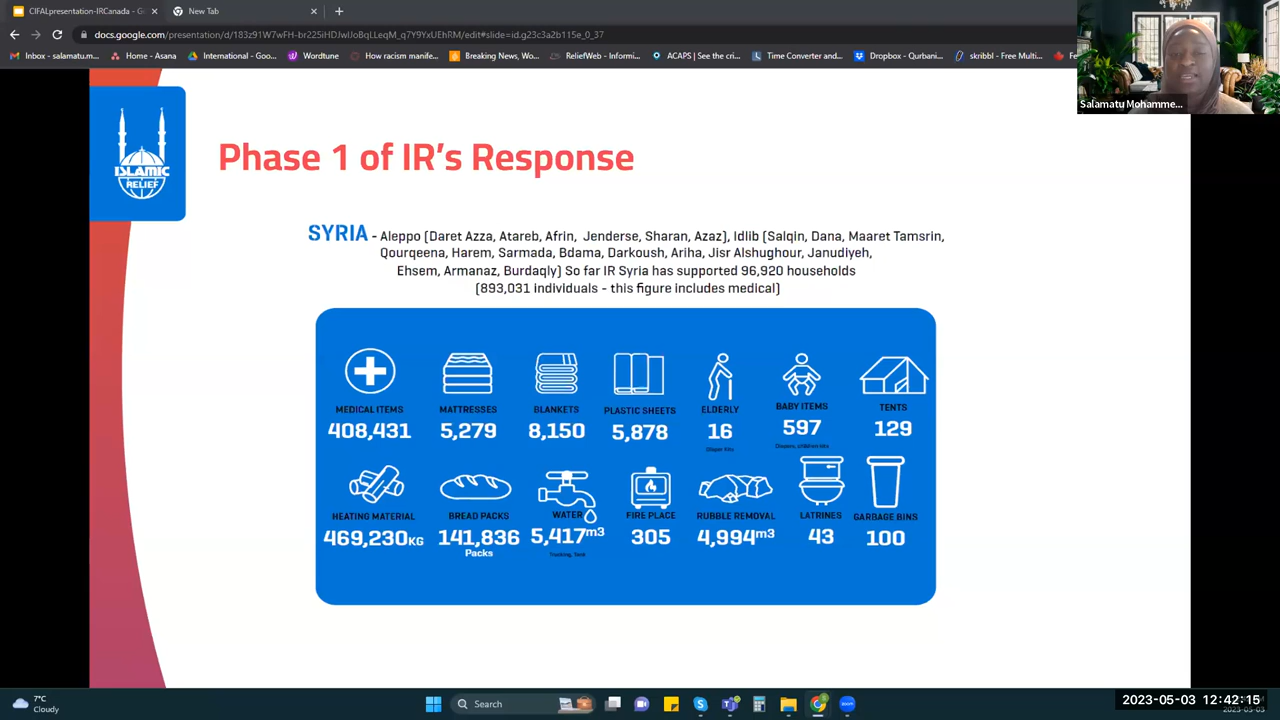 CIFALpresentation-IRCanada - G
New Tab
docs.google.com/presentation/d/183z91W7wFH-br225iHDJwIJoBqLLeqM_q7Y9YxUEhRM/edit#slide=id.g23c3a2b115e_0_37
Inbox - salamatu.m...
Home - Asana
International - Goo...
Wordtune
How racism manife...
Breaking News, Wo...
ReliefWeb - Informi...
ACAPS | See the cri...
Time Converter and...
Dropbox - Qurbani...
skribbl - Free Multi...
Salamatu Mohamme...
ISLAMIC
RELIEF
Phase 1 of IR's Response
SYRIA - Aleppo (Daret Azza, Atareb, Afrin, Jenderse, Sharan, Azaz), Idlib (Salqin, Dana, Maaret Tamsrin,
Qourqeena, Harem, Sarmada, Bdama, Darkoush, Ariha, Jisr Alshughour, Janudiyeh,
Ehsem, Armanaz, Burdaqly) So far IR Syria has supported 96,920 households
(893,031 individuals - this figure includes medical)
MEDICAL ITEMS
408,431
MATTRESSES
5,279
BLANKETS
8,150
PLASTIC SHEETS
5,878
ELDERLY
16
BABY ITEMS
597
TENTS
129
HEATING MATERIAL
469,230KG
BREAD PACKS
141,836
Packs
WATER
5,417m3
FIRE PLACE
305
RUBBLE REMOVAL
4,994m3
LATRINES
43
GARBAGE BINS
100
7°C
Cloudy
Search
2023-05-03 12:42:15